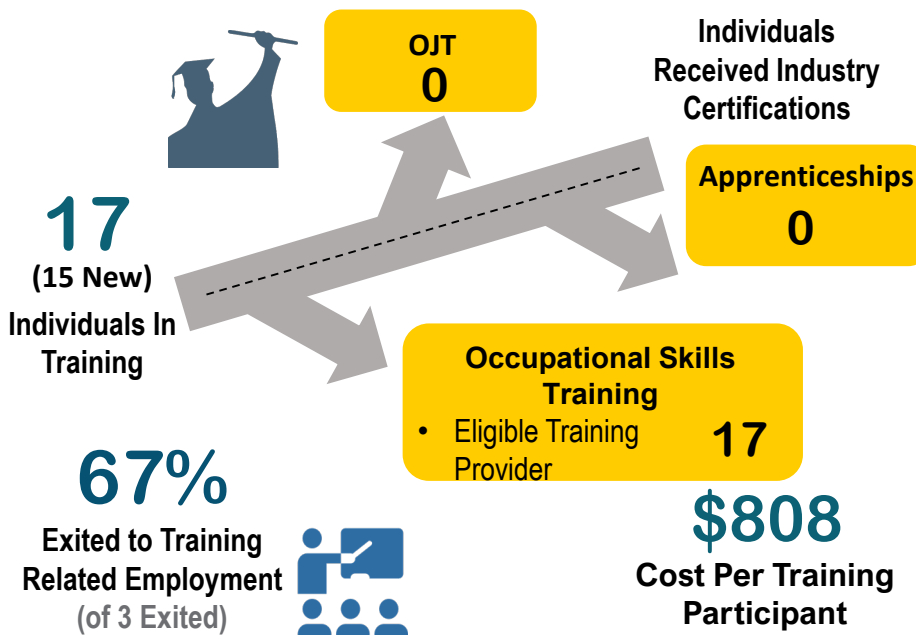 OJT
0
Individuals
Received Industry
Certifications
Apprenticeships
0
17
(15 New)
Individuals In
Training
Occupational Skills
Training
• Eligible Training
Provider
17
67%
Exited to Training
Related Employment
(of 3 Exited)
$808
Cost Per Training
Participant